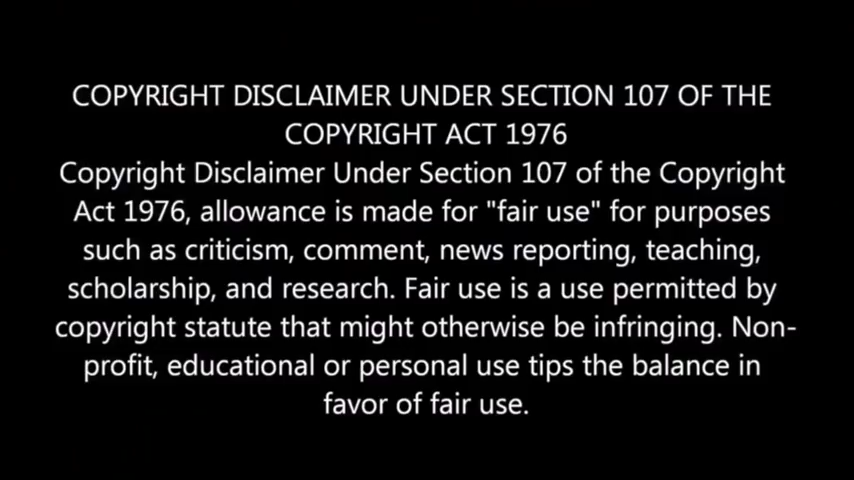 COPYRIGHT DISCLAIMER UNDER SECTION 107 OF THE
COPYRIGHT ACT 1976
Copyright Disclaimer Under Section 107 of the Copyright
Act 1976, allowance is made for "fair use" for purposes
such as criticism, comment, news reporting, teaching,
scholarship, and research. Fair use is a use permitted by
copyright statute that might otherwise be infringing. Non-
profit, educational or personal use tips the balance in
favor of fair use.